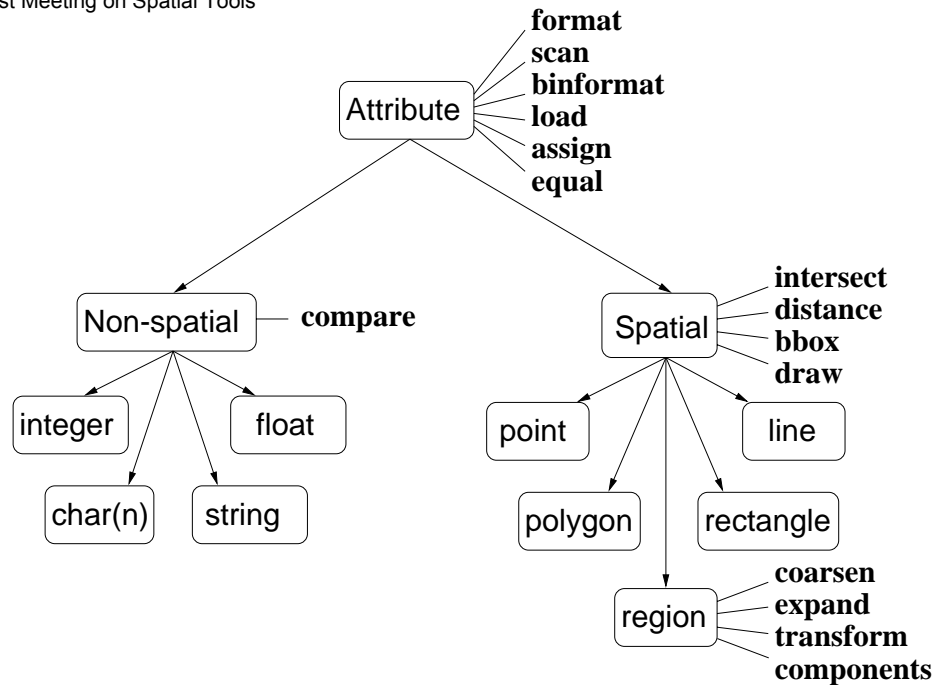 st Meeting on Spatial Tools
format
scan
binformat
load
assign
equal
Attribute
Non-spatial
compare
Spatial
intersect
distance
bbox
draw
integer
float
char(n)
string
point
line
polygon
rectangle
region
coarsen
expand
transform
components